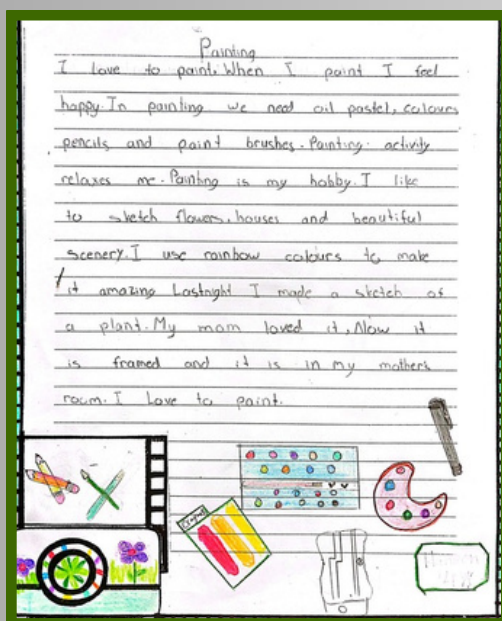 Painting
I love to paint. When I paint I feel
happy. In painting we need oil pastel, colours
pencils and paint brushes. Painting activity
relaxes me. Painting is my hobby. I like
to sketch flowers, houses and beautiful
scenery. I use rainbow colours to make
it amazing Lastnight I made a sketch of
a plant. My mom loved it, Now it
is framed and it is in my mother's
room. I Love to paint.